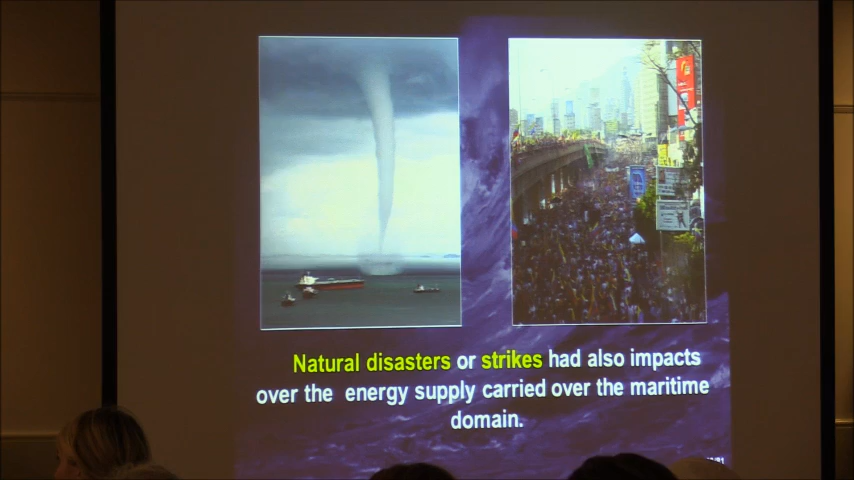 Natural disasters or strikes had also impacts
over the energy supply carried over the maritime
domain.